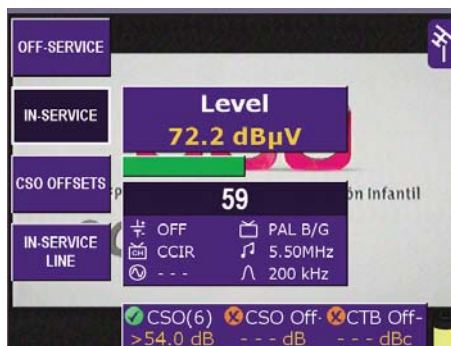 OFF-SERVICE
IN-SERVICE
CSO OFFSETS
IN-SERVICE
LINE
Level
72.2 dBµV
ón Infantil
59
OFF
PAL B/G
CH
CCIR
5.50MHz
- - -
200 kHz
CSO(6)
CSO Off-
CTB Off-
>54.0 dB
- - - dB
- - - dBc